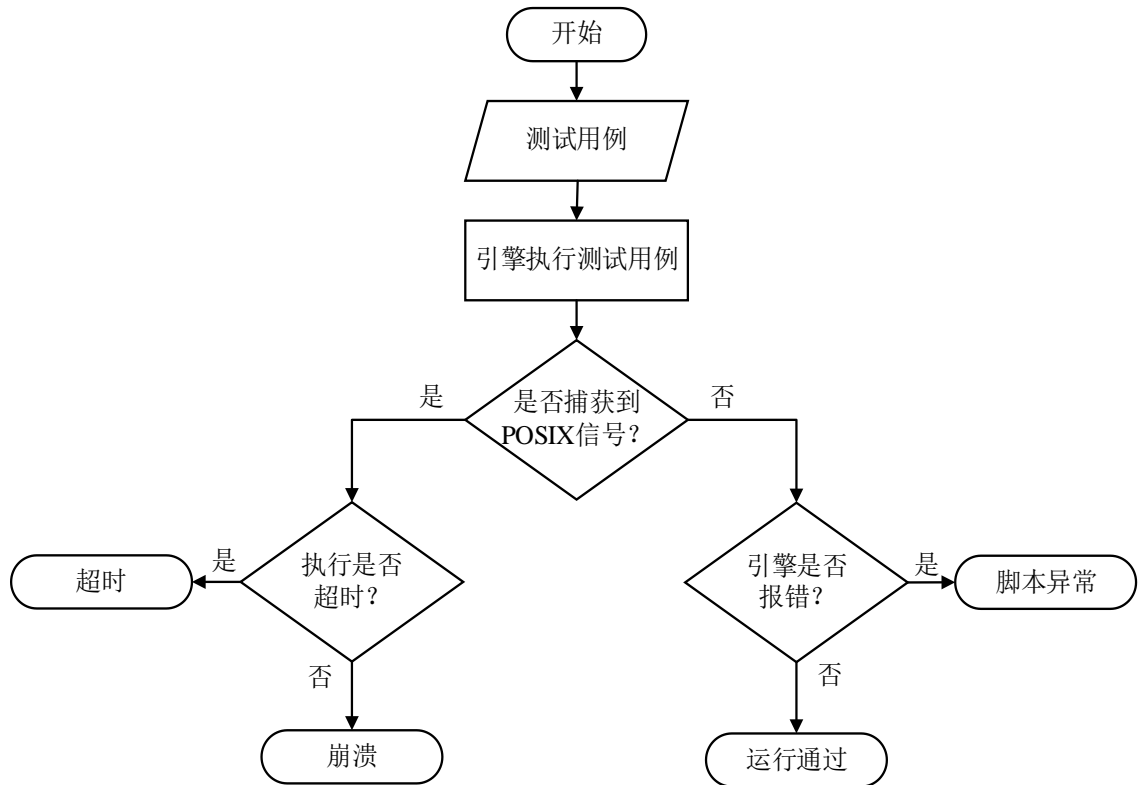 开始
测试用例
引擎执行测试用例
是否捕获到
POSIX信号？
是
否
执行是否
超时？
是
超时
否
崩溃
引擎是否
报错？
是
脚本异常
否
运行通过